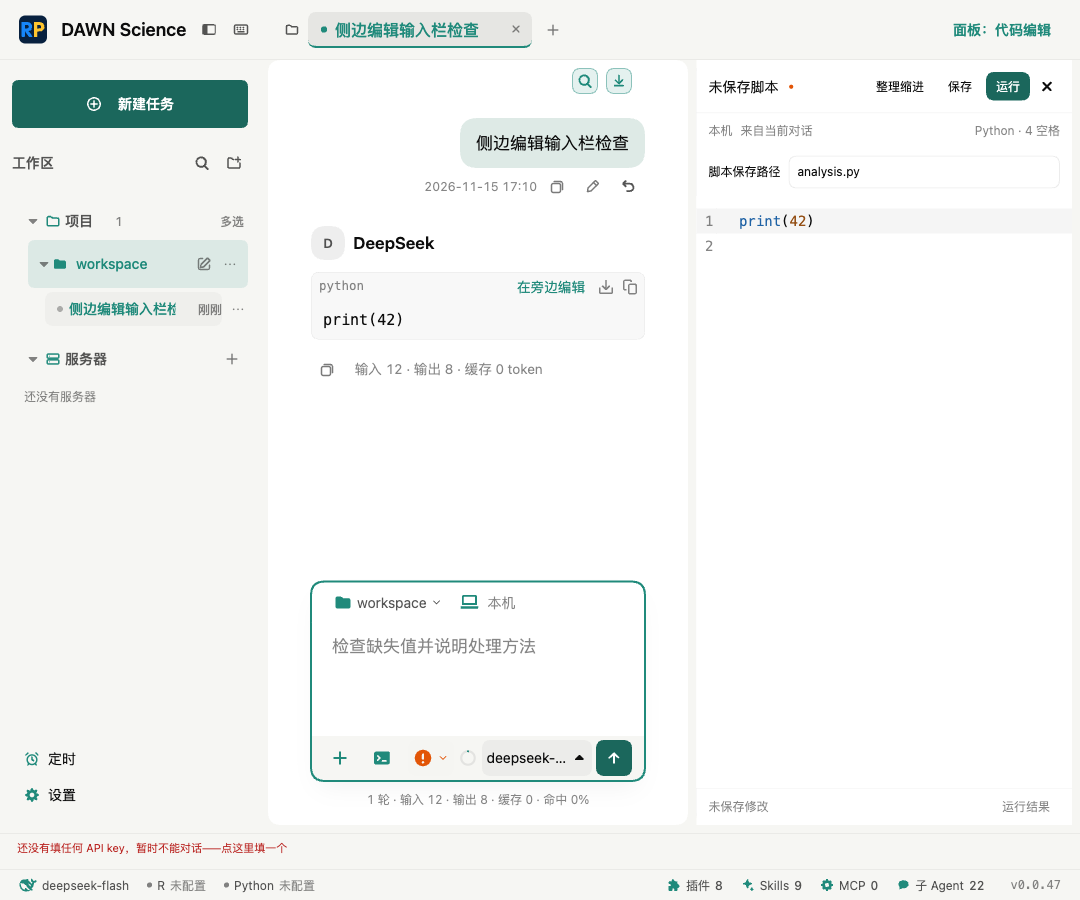 RP DAWN Science
侧边编辑输入栏检查
面板：代码编辑
新建任务
工作区
项目 1 多选
workspace
侧边编辑输入栏检 刚刚
服务器
还没有服务器
定时
设置
侧边编辑输入栏检查
2026-11-15 17:10
D DeepSeek
python 在旁边编辑
print(42)
输入 12 · 输出 8 · 缓存 0 token
workspace 本机
检查缺失值并说明处理方法
deepseek-...
1 轮 · 输入 12 · 输出 8 · 缓存 0 · 命中 0%
未保存脚本 整理缩进 保存 运行
本机 来自当前对话 Python · 4 空格
脚本保存路径 analysis.py
1 print(42)
2
未保存修改 运行结果
还没有填任何 API key，暂时不能对话——点这里填一个
deepseek-flash R 未配置 Python 未配置 插件 8 Skills 9 MCP 0 子 Agent 22 v0.0.47